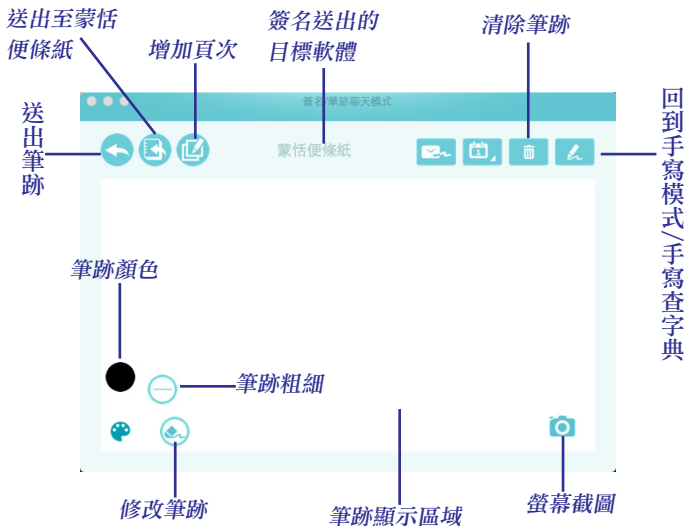 送出至蒙恬
便條紙
增加頁次
簽名送出的
目標軟體
清除筆跡
送出筆跡
回到手寫模式/手寫查字典
簽名/筆跡聊天模式
蒙恬便條紙
1
筆跡顏色
筆跡粗細
修改筆跡
筆跡顯示區域
螢幕截圖